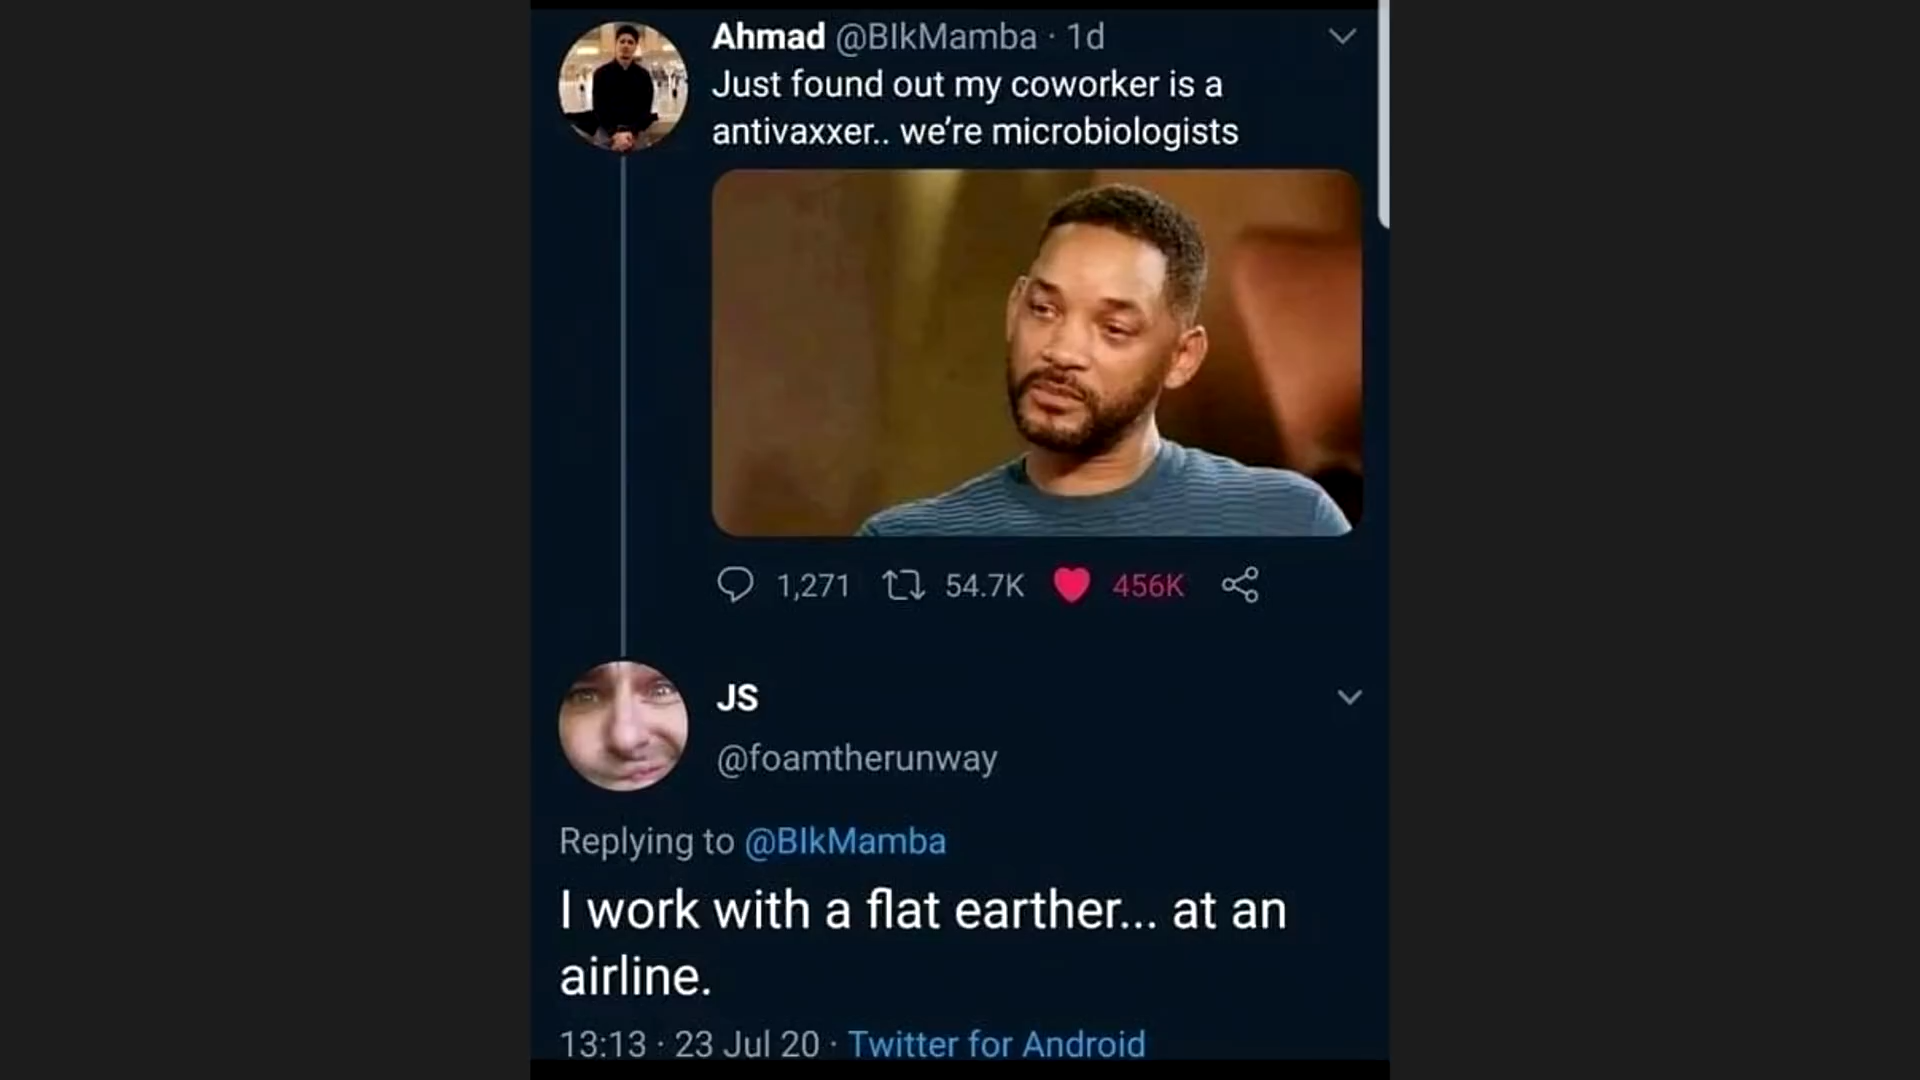 Ahmad @BlkMamba · 1d
Just found out my coworker is a
antivaxxer.. we’re microbiologists
1,271 54.7K 456K
JS
@foamtherunway
Replying to @BlkMamba
I work with a flat earther... at an
airline.
13:13 · 23 Jul 20 · Twitter for Android